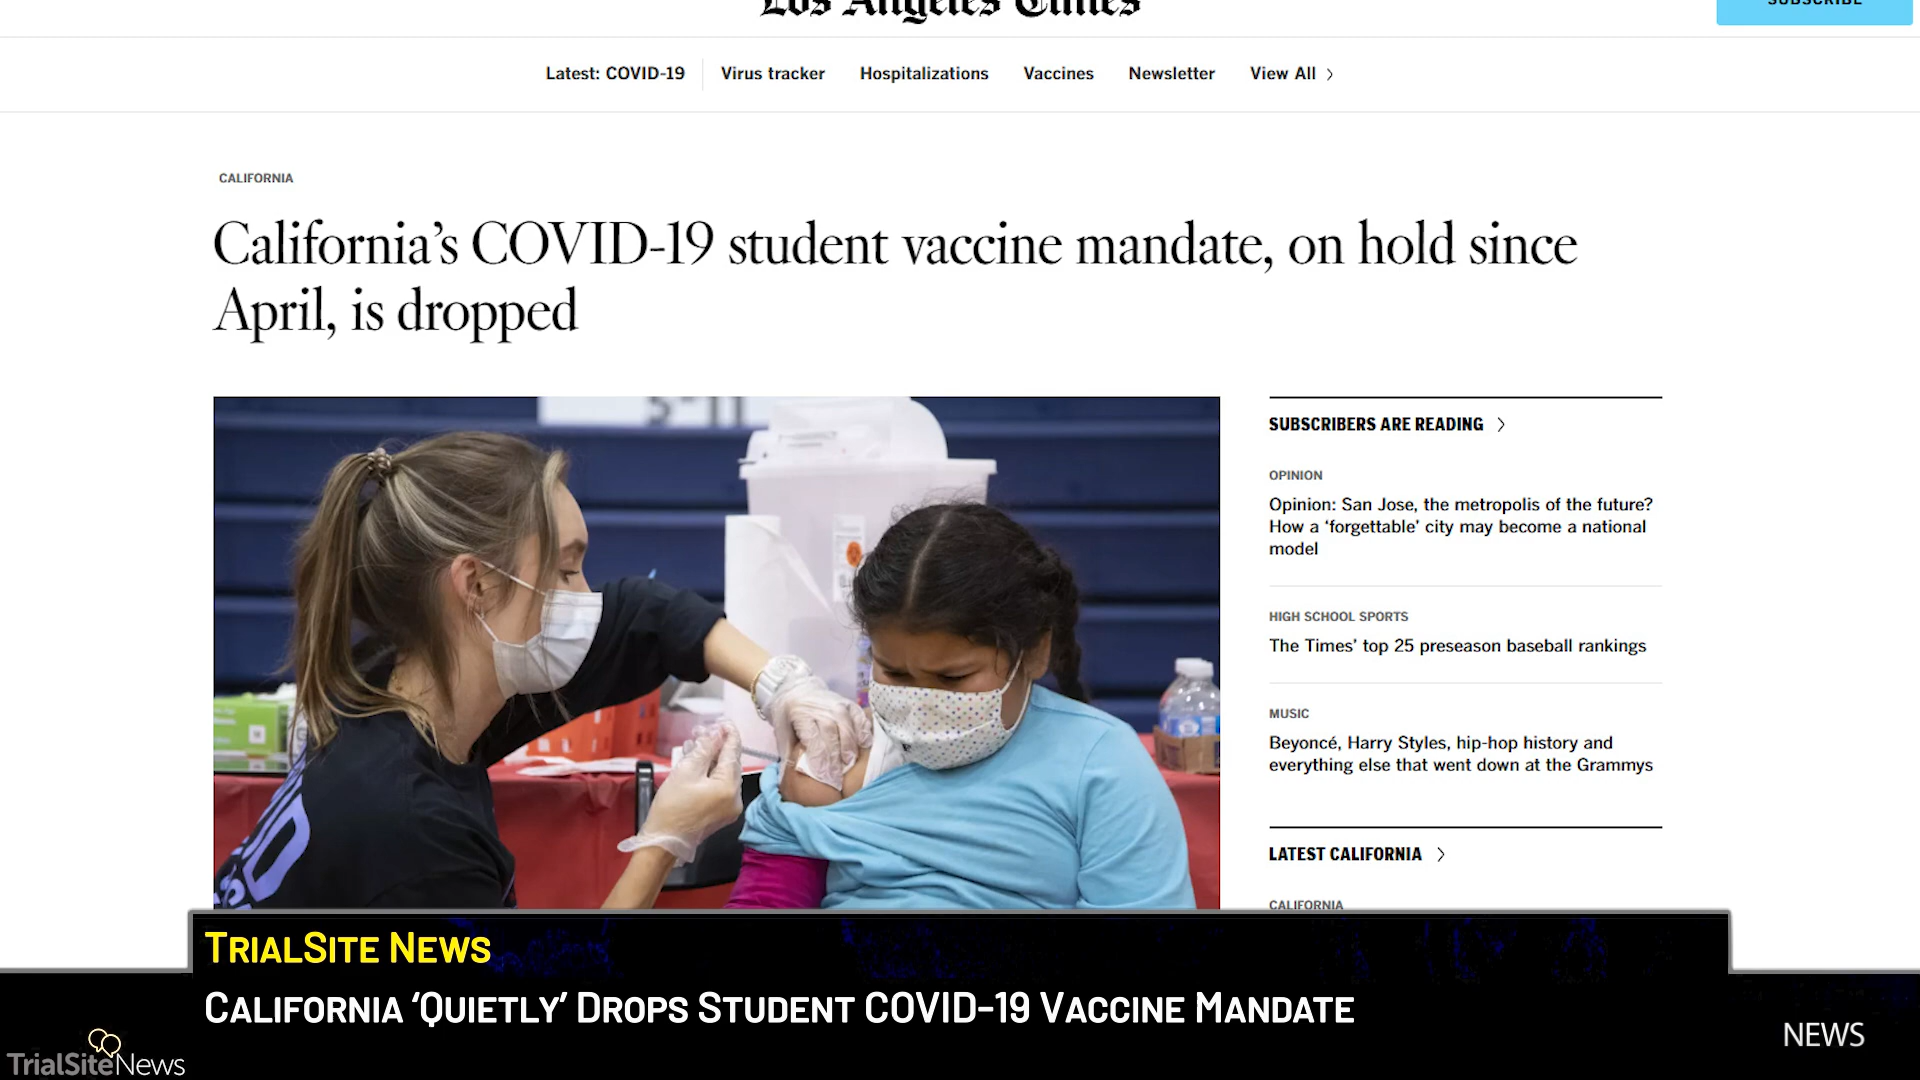 Los Angeles Times
SUBSCRIBE
Latest: COVID-19
Virus tracker
Hospitalizations
Vaccines
Newsletter
View All
CALIFORNIA
California’s COVID-19 student vaccine mandate, on hold since
April, is dropped
SUBSCRIBERS ARE READING
OPINION
Opinion: San Jose, the metropolis of the future?
How a ‘forgettable’ city may become a national
model
HIGH SCHOOL SPORTS
The Times’ top 25 preseason baseball rankings
MUSIC
Beyoncé, Harry Styles, hip-hop history and
everything else that went down at the Grammys
LATEST CALIFORNIA
CALIFORNIA
TRIALSITE NEWS
CALIFORNIA ‘QUIETLY’ DROPS STUDENT COVID-19 VACCINE MANDATE
TrialSiteNews
NEWS